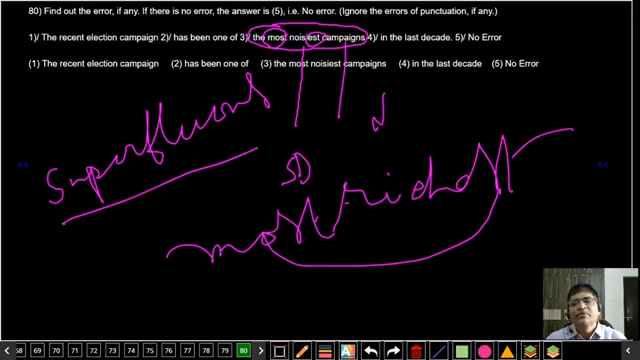 80) Find out the error, if any. If there is no error, the answer is (5), i.e. No error. (Ignore the errors of punctuation, if any.)
1)/ The recent election campaign 2)/ has been one of 3)/ the most noisiest campaigns 4)/ in the last decade. 5)/ No Error
(1) The recent election campaign (2) has been one of (3) the most noisiest campaigns (4) in the last decade (5) No Error
Superfluous
N
SD
most
58 69 70 71 72 73 74 75 76 77 78 79 80